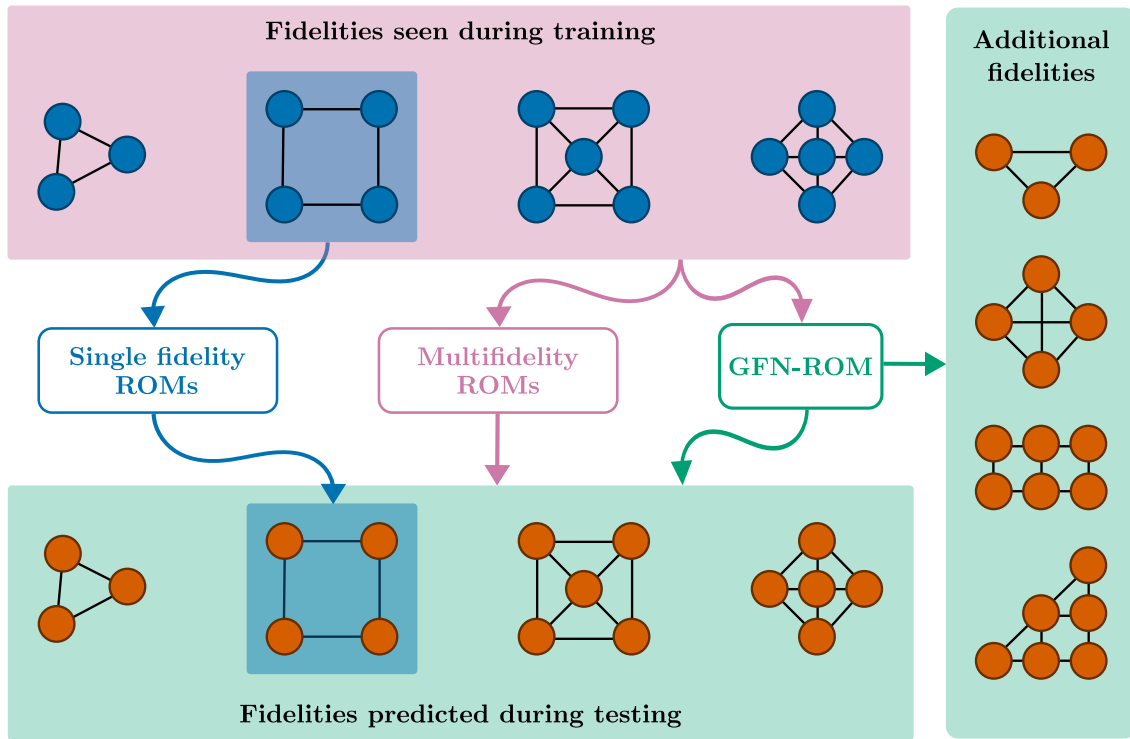 Fidelities seen during training
Additional
fidelities
Single fidelity
ROMs
Multifidelity
ROMs
GFN-ROM
Fidelities predicted during testing